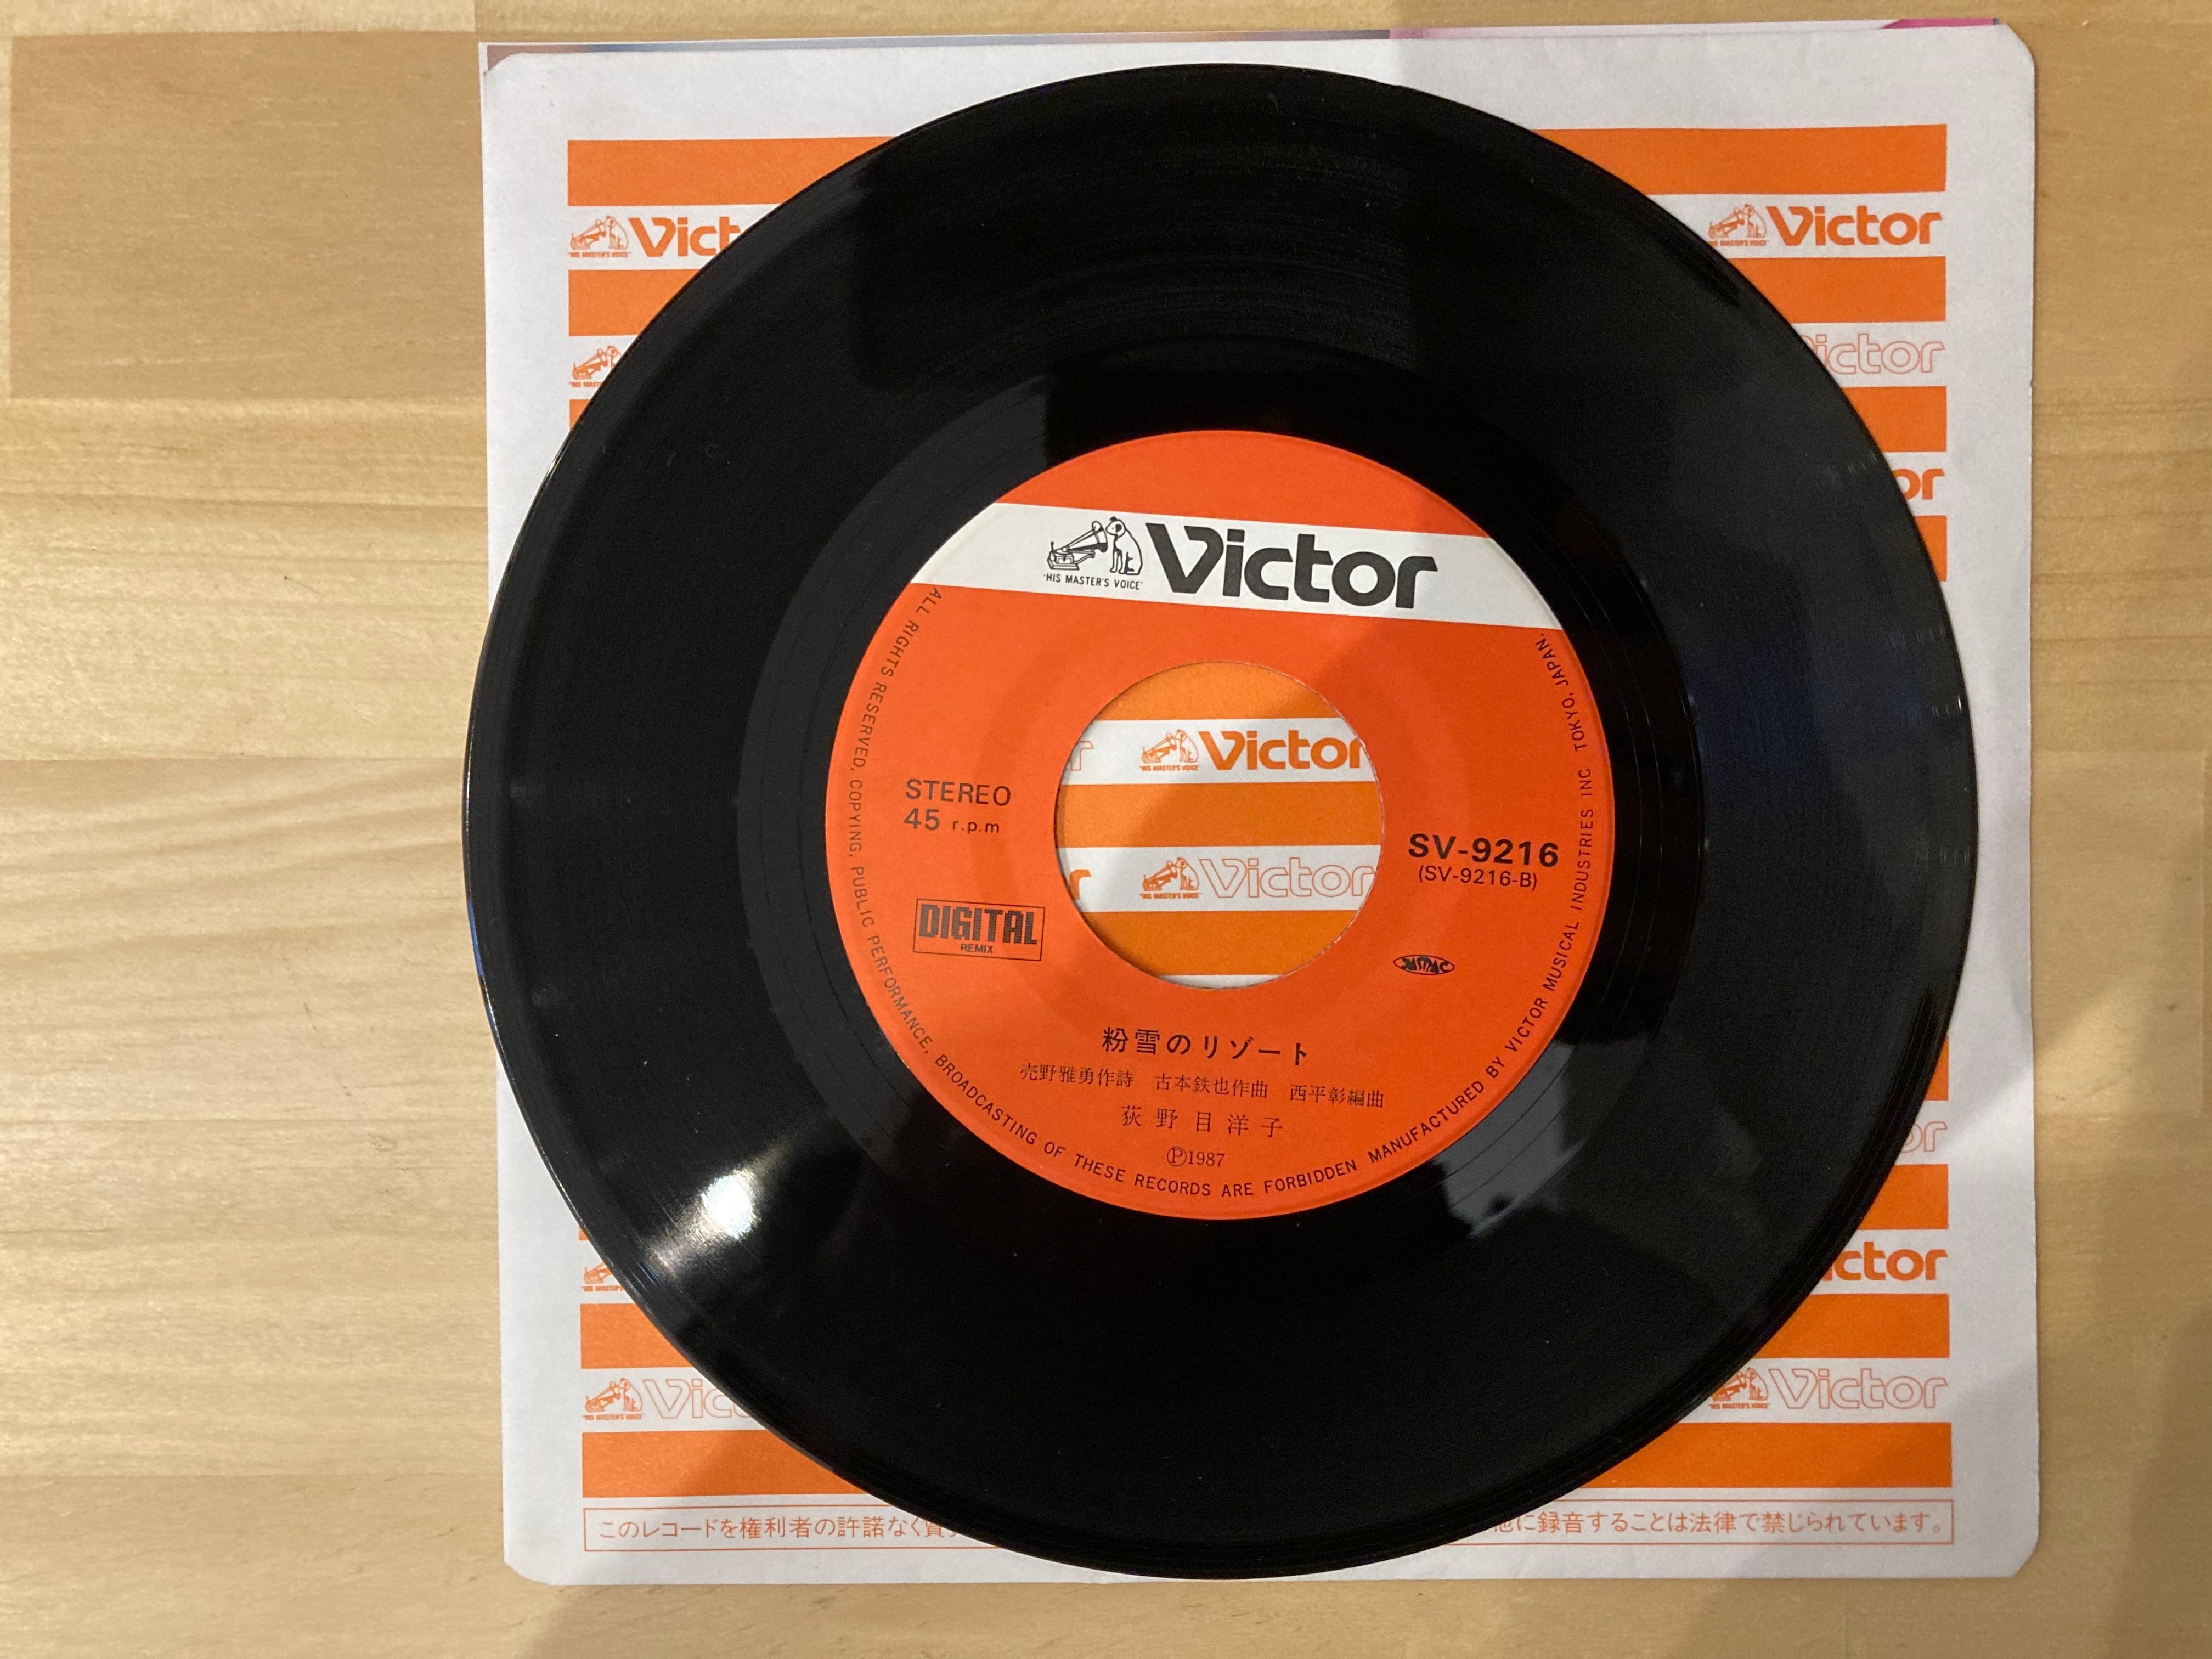 Victor
Victor
"HIS MASTER'S VOICE" Victor
ALL RIGHTS RESERVED, COPYING, PUBLIC PERFORMANCE, BROADCASTING OF THESE RECORDS ARE FORBIDDEN MANUFACTURED BY VICTOR MUSICAL INDUSTRIES INC TOKYO, JAPAN.
Victor
STEREO
45 r.p.m
SV-9216
(SV-9216-B)
Victor
DIGITAL
REMIX
JASRAC
粉雪のリゾート
売野雅勇作詩 古本鉄也作曲 西平彰編曲
荻野目洋子
Ⓟ1987
Victor
このレコードを権利者の許諾なく 他に録音することは法律で禁じられています。